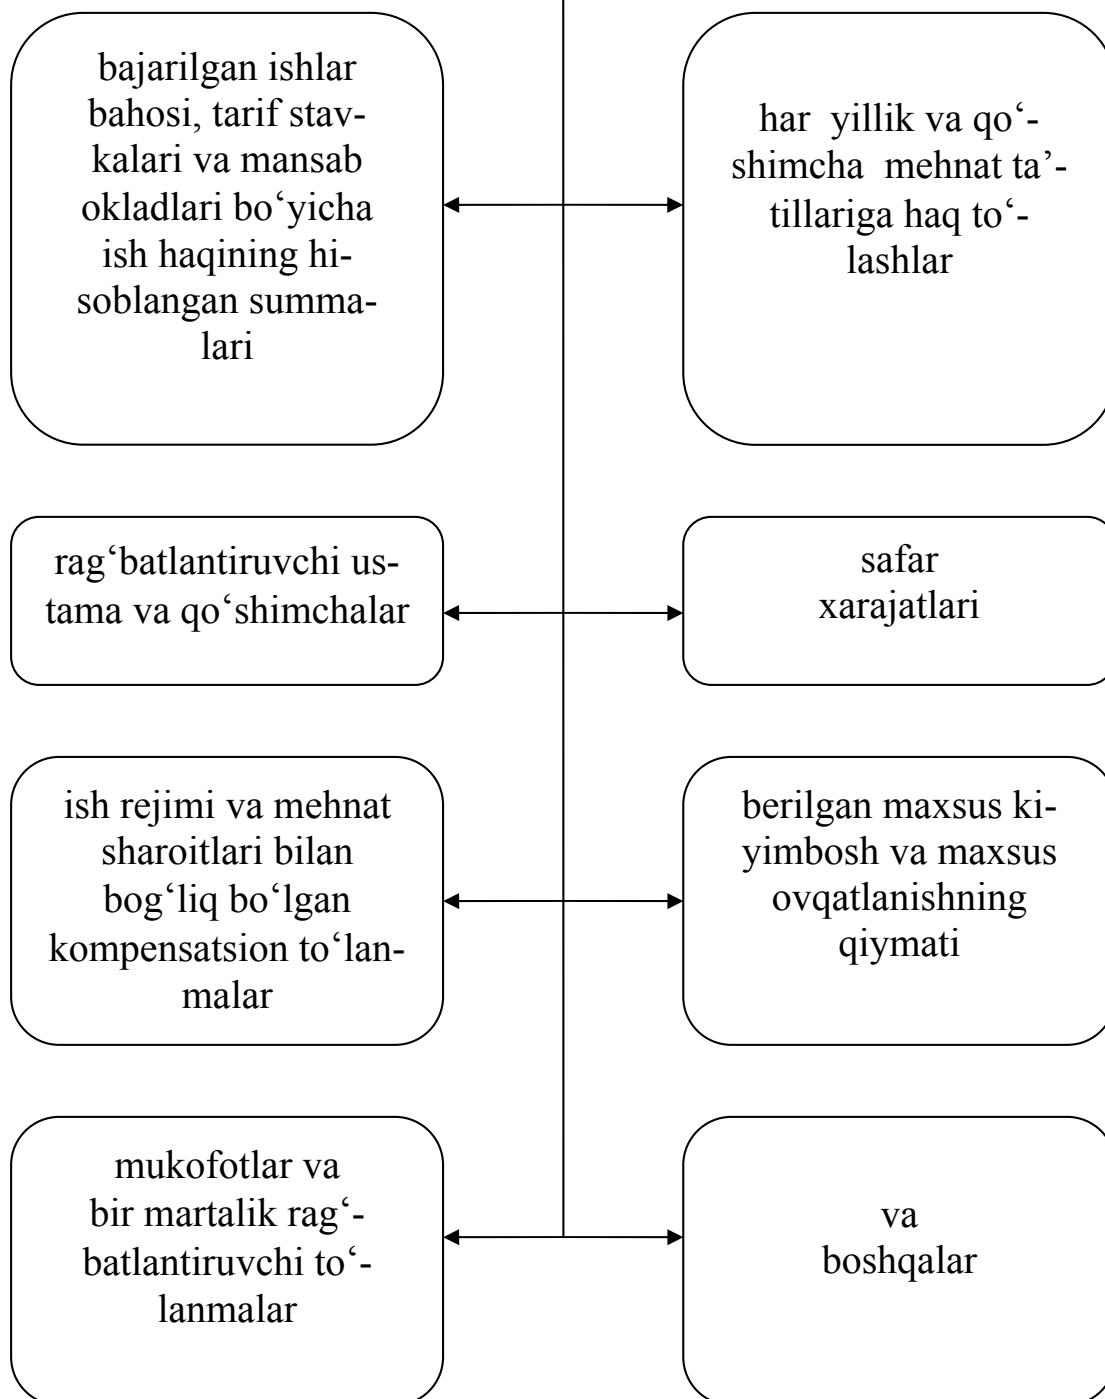 bajarilgan ishlar
bahosi, tarif stav-
kalari va mansab
okladlari bo‘yicha
ish haqining hi-
soblangan summa-
lari
har  yillik va qo‘-
shimcha  mehnat ta’-
tillariga haq to‘-
lashlar
rag‘batlantiruvchi us-
tama va qo‘shimchalar
safar
xarajatlari
ish rejimi va mehnat
sharoitlari bilan
bog‘liq bo‘lgan
kompensatsion to‘lan-
malar
berilgan maxsus ki-
yimbosh va maxsus
ovqatlanishning
qiymati
mukofotlar va
bir martalik rag‘-
batlantiruvchi to‘-
lanmalar
va
boshqalar